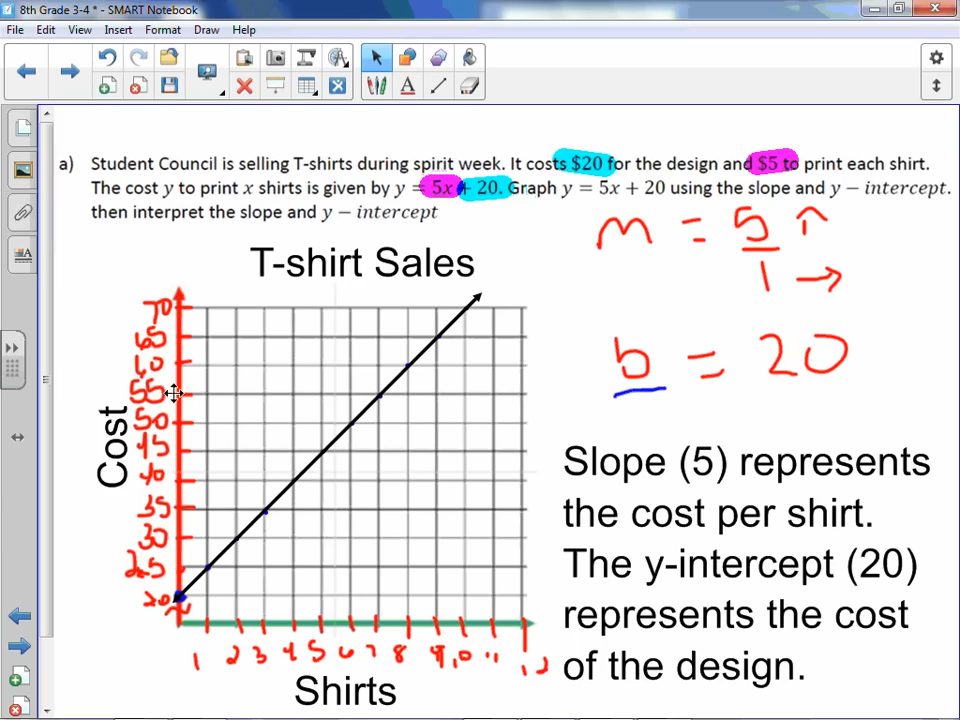 8th Grade 3-4 * - SMART Notebook
File Edit View Insert Format Draw Help
a) Student Council is selling T-shirts during spirit week. It costs $20 for the design and $5 to print each shirt.
The cost y to print x shirts is given by y = 5x + 20. Graph y = 5x + 20 using the slope and y − intercept.
then interpret the slope and y − intercept
m = 5 ↑
1 →
b = 20
T-shirt Sales
70
65
60
55
50
45
40
35
30
25
20
Cost
1 2 3 4 5 6 7 8 9 10 11 12
Shirts
Slope (5) represents
the cost per shirt.
The y-intercept (20)
represents the cost
of the design.